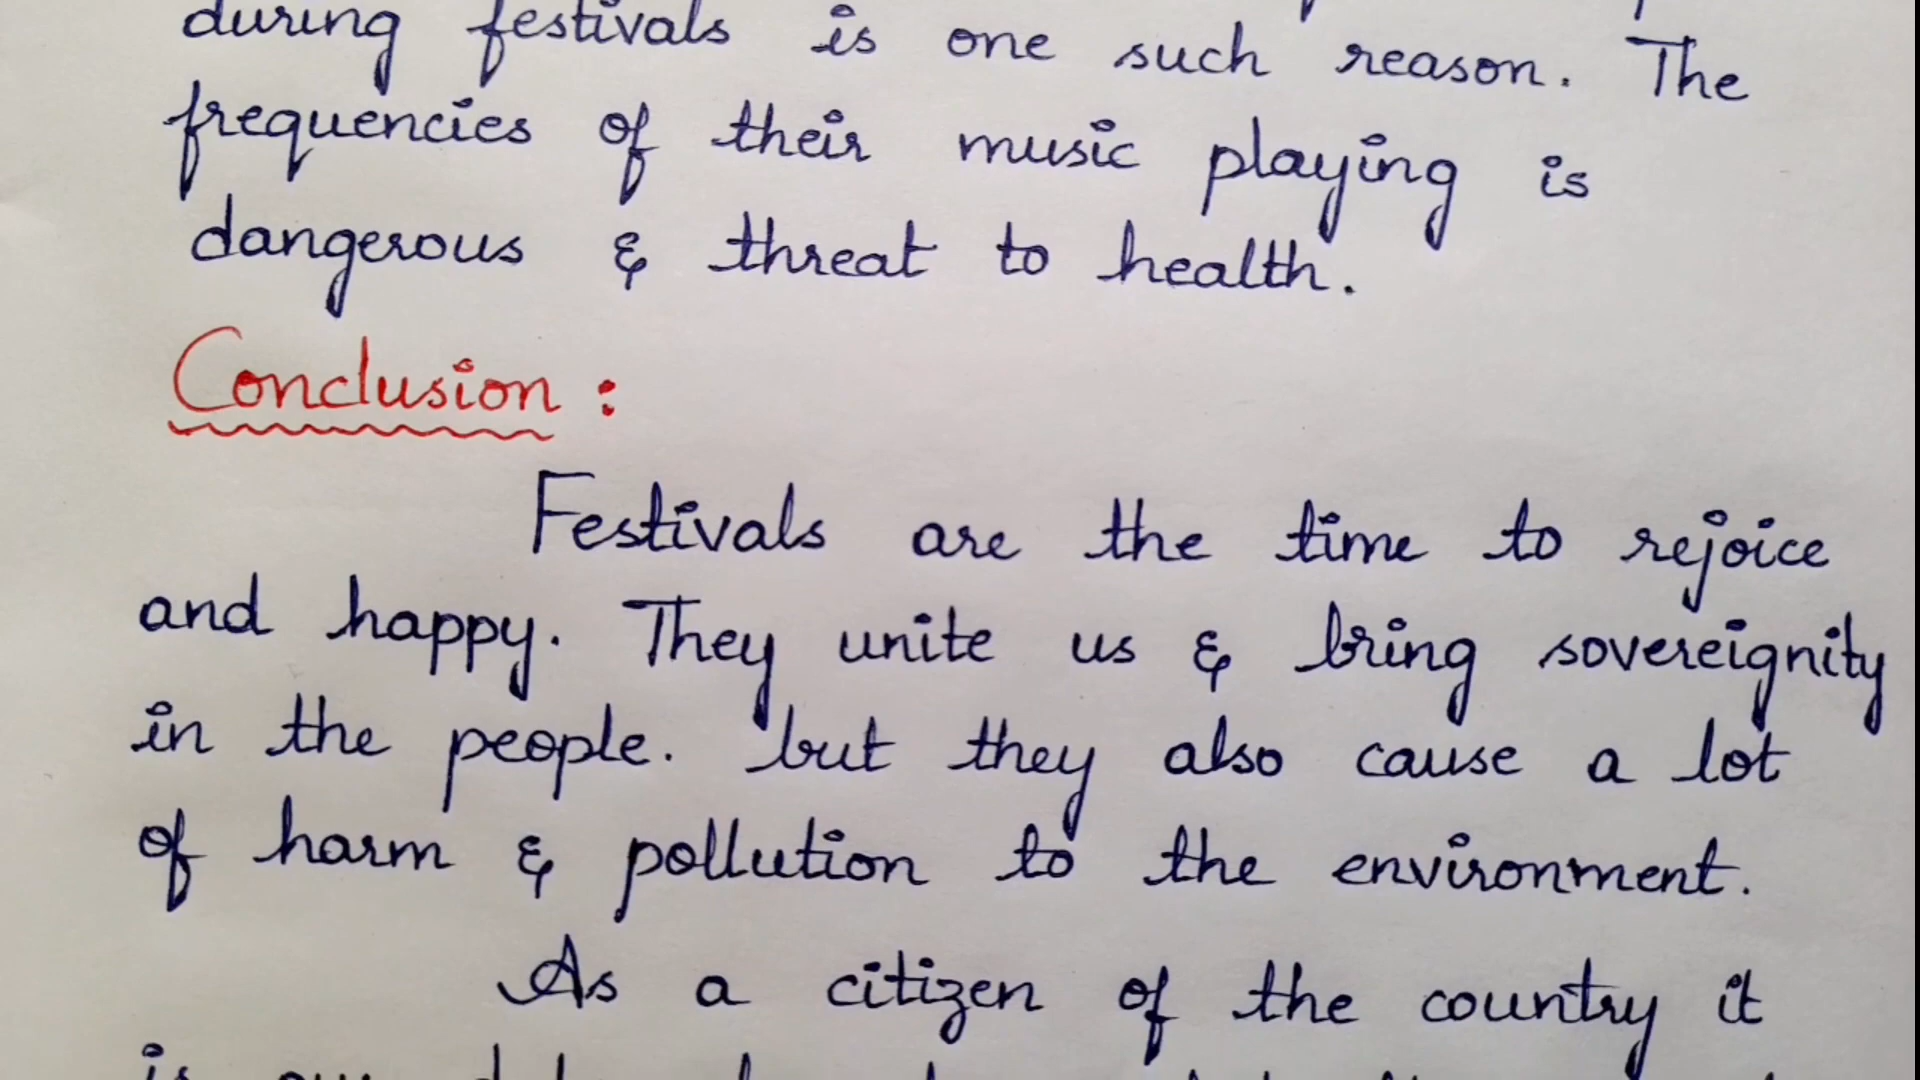 during festivals is one such reason. The
frequencies of their music playing is
dangerous & threat to health.
Conclusion :
Festivals are the time to rejoice
and happy. They unite us & bring sovereignity
in the people. but they also cause a lot
of harm & pollution to the environment.
As a citizen of the country it
is our